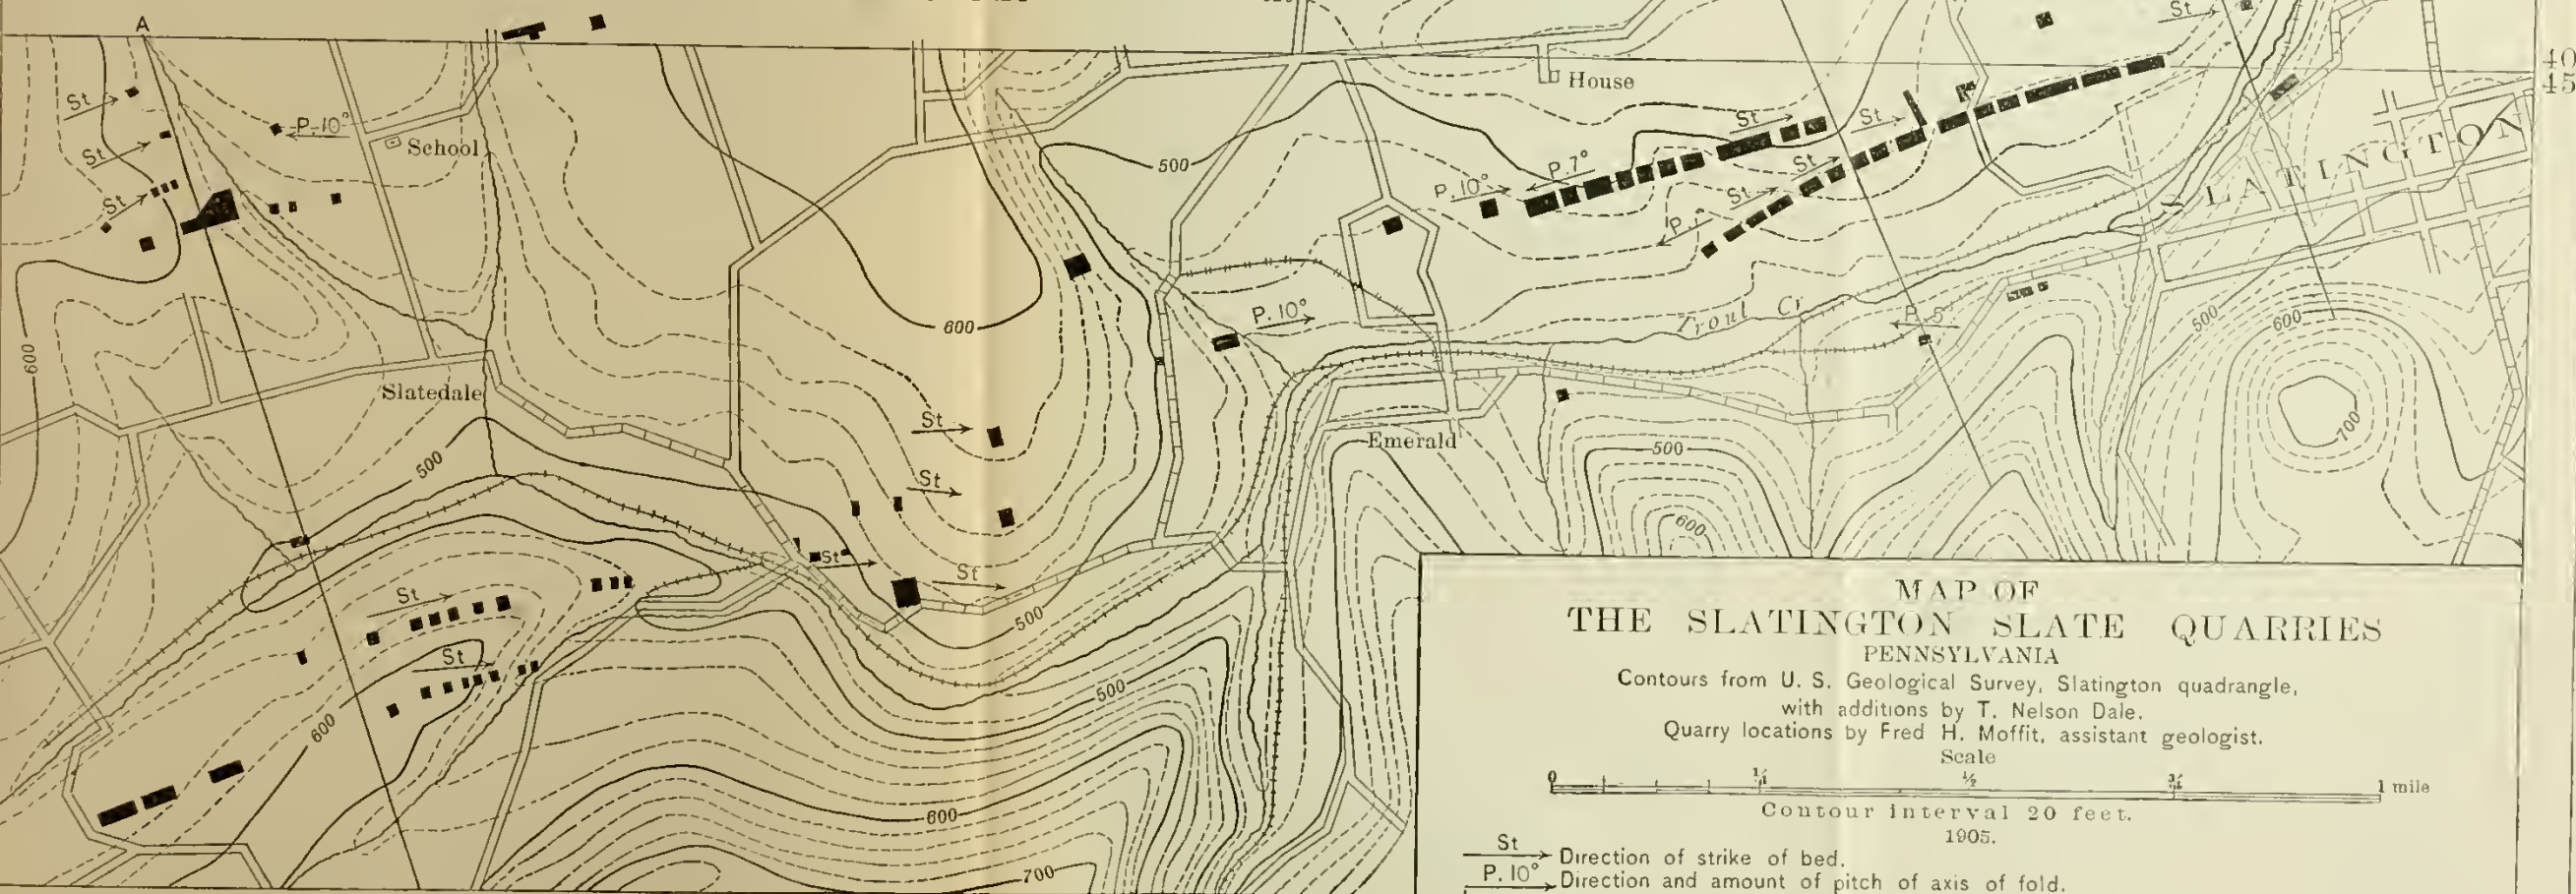 A
St
40
45
House
St
P. 10°
St
St
School
500
St
St
P. 7°
P. 10°
St
St
SLATINGTON
St
P. 10°
Trout Cr.
P. 5°
600
600
500
600
Slatedale
St
700
Emerald
500
500
St
600
St
St
500
St
St
500
600
600
700
MAP OF
THE SLATINGTON SLATE QUARRIES
PENNSYLVANIA
Contours from U. S. Geological Survey, Slatington quadrangle,
with additions by T. Nelson Dale.
Quarry locations by Fred H. Moffit, assistant geologist.
Scale
0 1/4 1/2 3/4 1 mile
Contour interval 20 feet.
1905.
St Direction of strike of bed.
P. 10° Direction and amount of pitch of axis of fold.